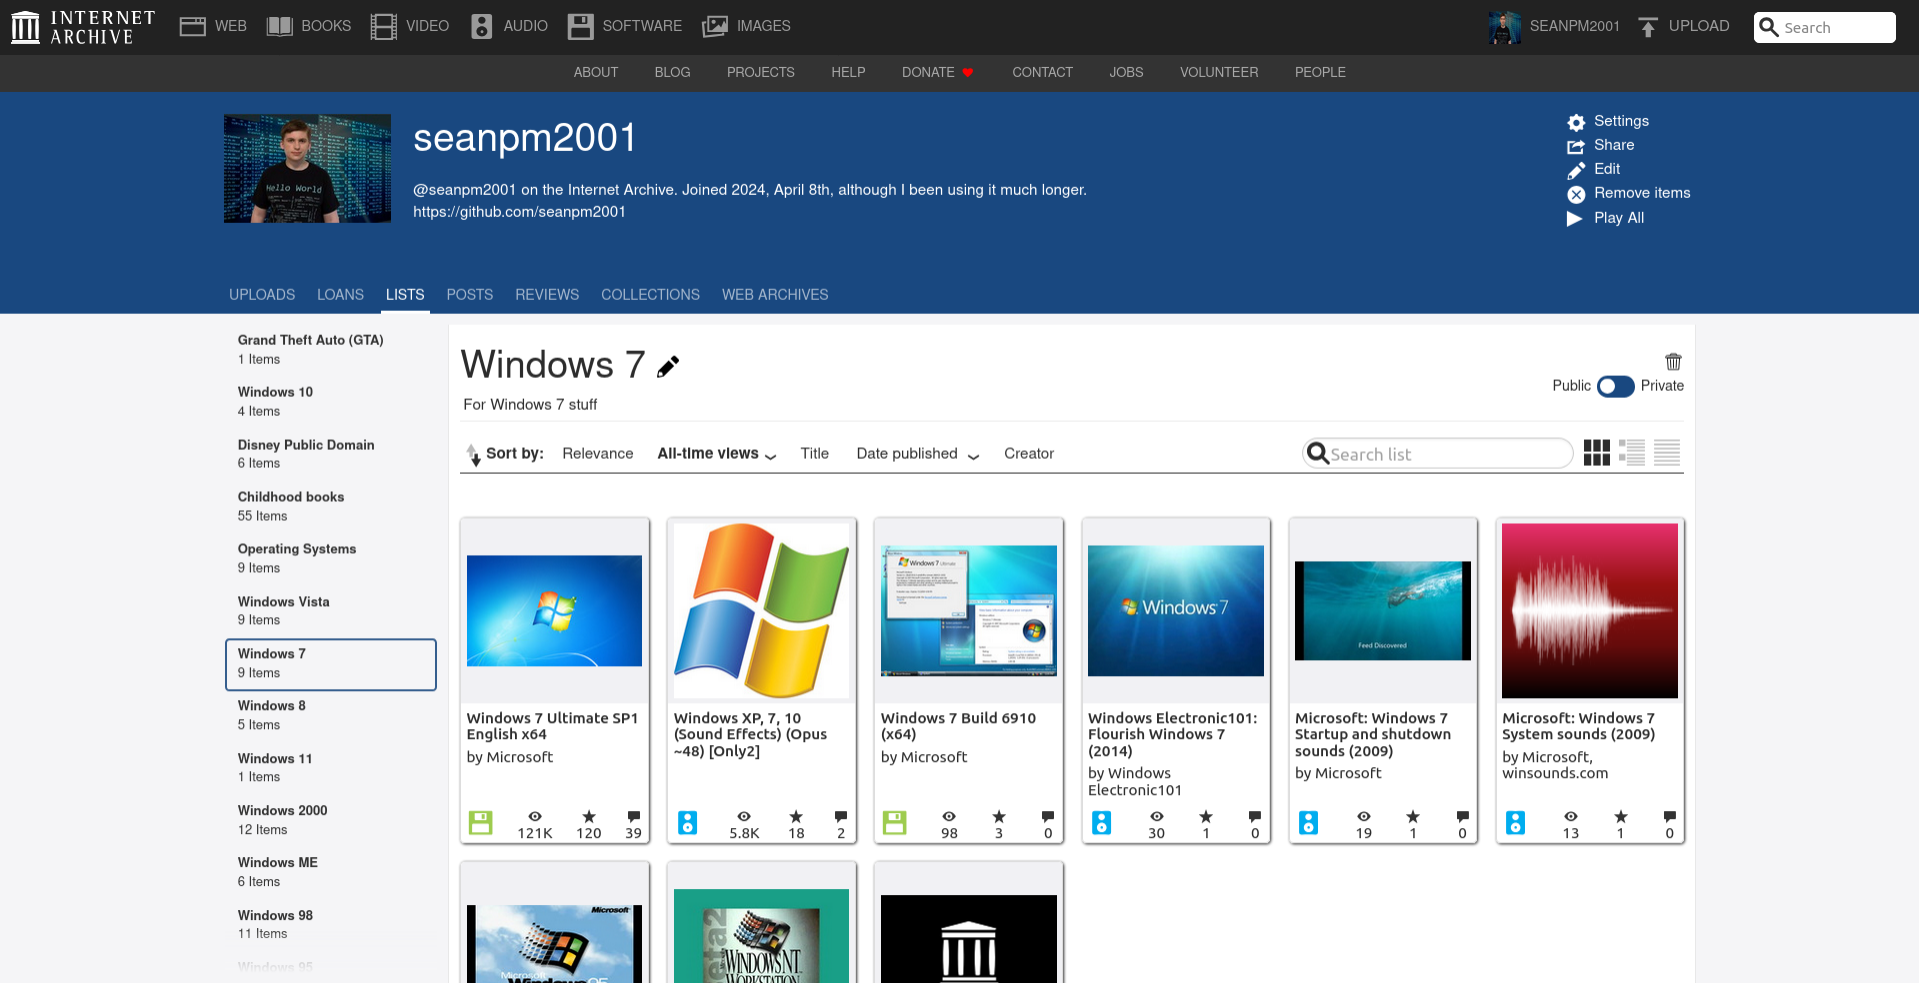 INTERNET ARCHIVE
WEB BOOKS VIDEO AUDIO SOFTWARE IMAGES SEANPM2001 UPLOAD Search
ABOUT BLOG PROJECTS HELP DONATE CONTACT JOBS VOLUNTEER PEOPLE
Hello World
seanpm2001
@seanpm2001 on the Internet Archive. Joined 2024, April 8th, although I been using it much longer.
https://github.com/seanpm2001
Settings
Share
Edit
Remove items
Play All
UPLOADS LOANS LISTS POSTS REVIEWS COLLECTIONS WEB ARCHIVES
Grand Theft Auto (GTA)
1 Items
Windows 10
4 Items
Disney Public Domain
6 Items
Childhood books
55 Items
Operating Systems
9 Items
Windows Vista
9 Items
Windows 7
9 Items
Windows 8
5 Items
Windows 11
1 Items
Windows 2000
12 Items
Windows ME
6 Items
Windows 98
11 Items
Windows 95
Windows 7
For Windows 7 stuff
Public Private
Sort by: Relevance All-time views Title Date published Creator Search list
Windows 7 Ultimate SP1
English x64
by Microsoft
121K 120 39
Windows XP, 7, 10
(Sound Effects) (Opus
~48) [Only2]
5.8K 18 2
Windows 7 Ultimate
Windows 7 Build 6910
(x64)
by Microsoft
98 3 0
Windows 7
Windows Electronic101:
Flourish Windows 7
(2014)
by Windows
Electronic101
30 1 0
Feed Discovered
Microsoft: Windows 7
Startup and shutdown
sounds (2009)
by Microsoft
19 1 0
Microsoft: Windows 7
System sounds (2009)
by Microsoft,
winsounds.com
13 1 0
Microsoft
Microsoft
Windows 95
WINDOWS NT
WORKSTATION